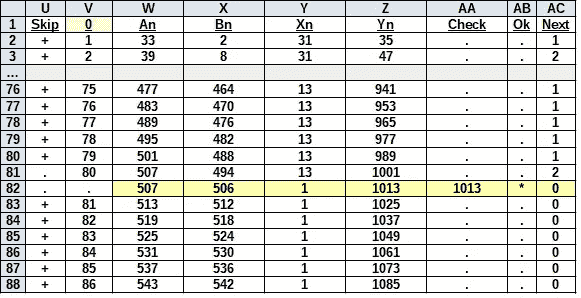 U V W X Y Z AA AB AC
1 Skip 0 An Bn Xn Yn Check Ok Next
2 + 1 33 2 31 35 . . 1
3 + 2 39 8 31 47 . . 2
...
76 + 75 477 464 13 941 . . 1
77 + 76 483 470 13 953 . . 1
78 + 77 489 476 13 965 . . 1
79 + 78 495 482 13 977 . . 1
80 + 79 501 488 13 989 . . 1
81 . 80 507 494 13 1001 . . 2
82 . . 507 506 1 1013 1013 * 0
83 + 81 513 512 1 1025 . . 0
84 + 82 519 518 1 1037 . . 0
85 + 83 525 524 1 1049 . . 0
86 + 84 531 530 1 1061 . . 0
87 + 85 537 536 1 1073 . . 0
88 + 86 543 542 1 1085 . . 0